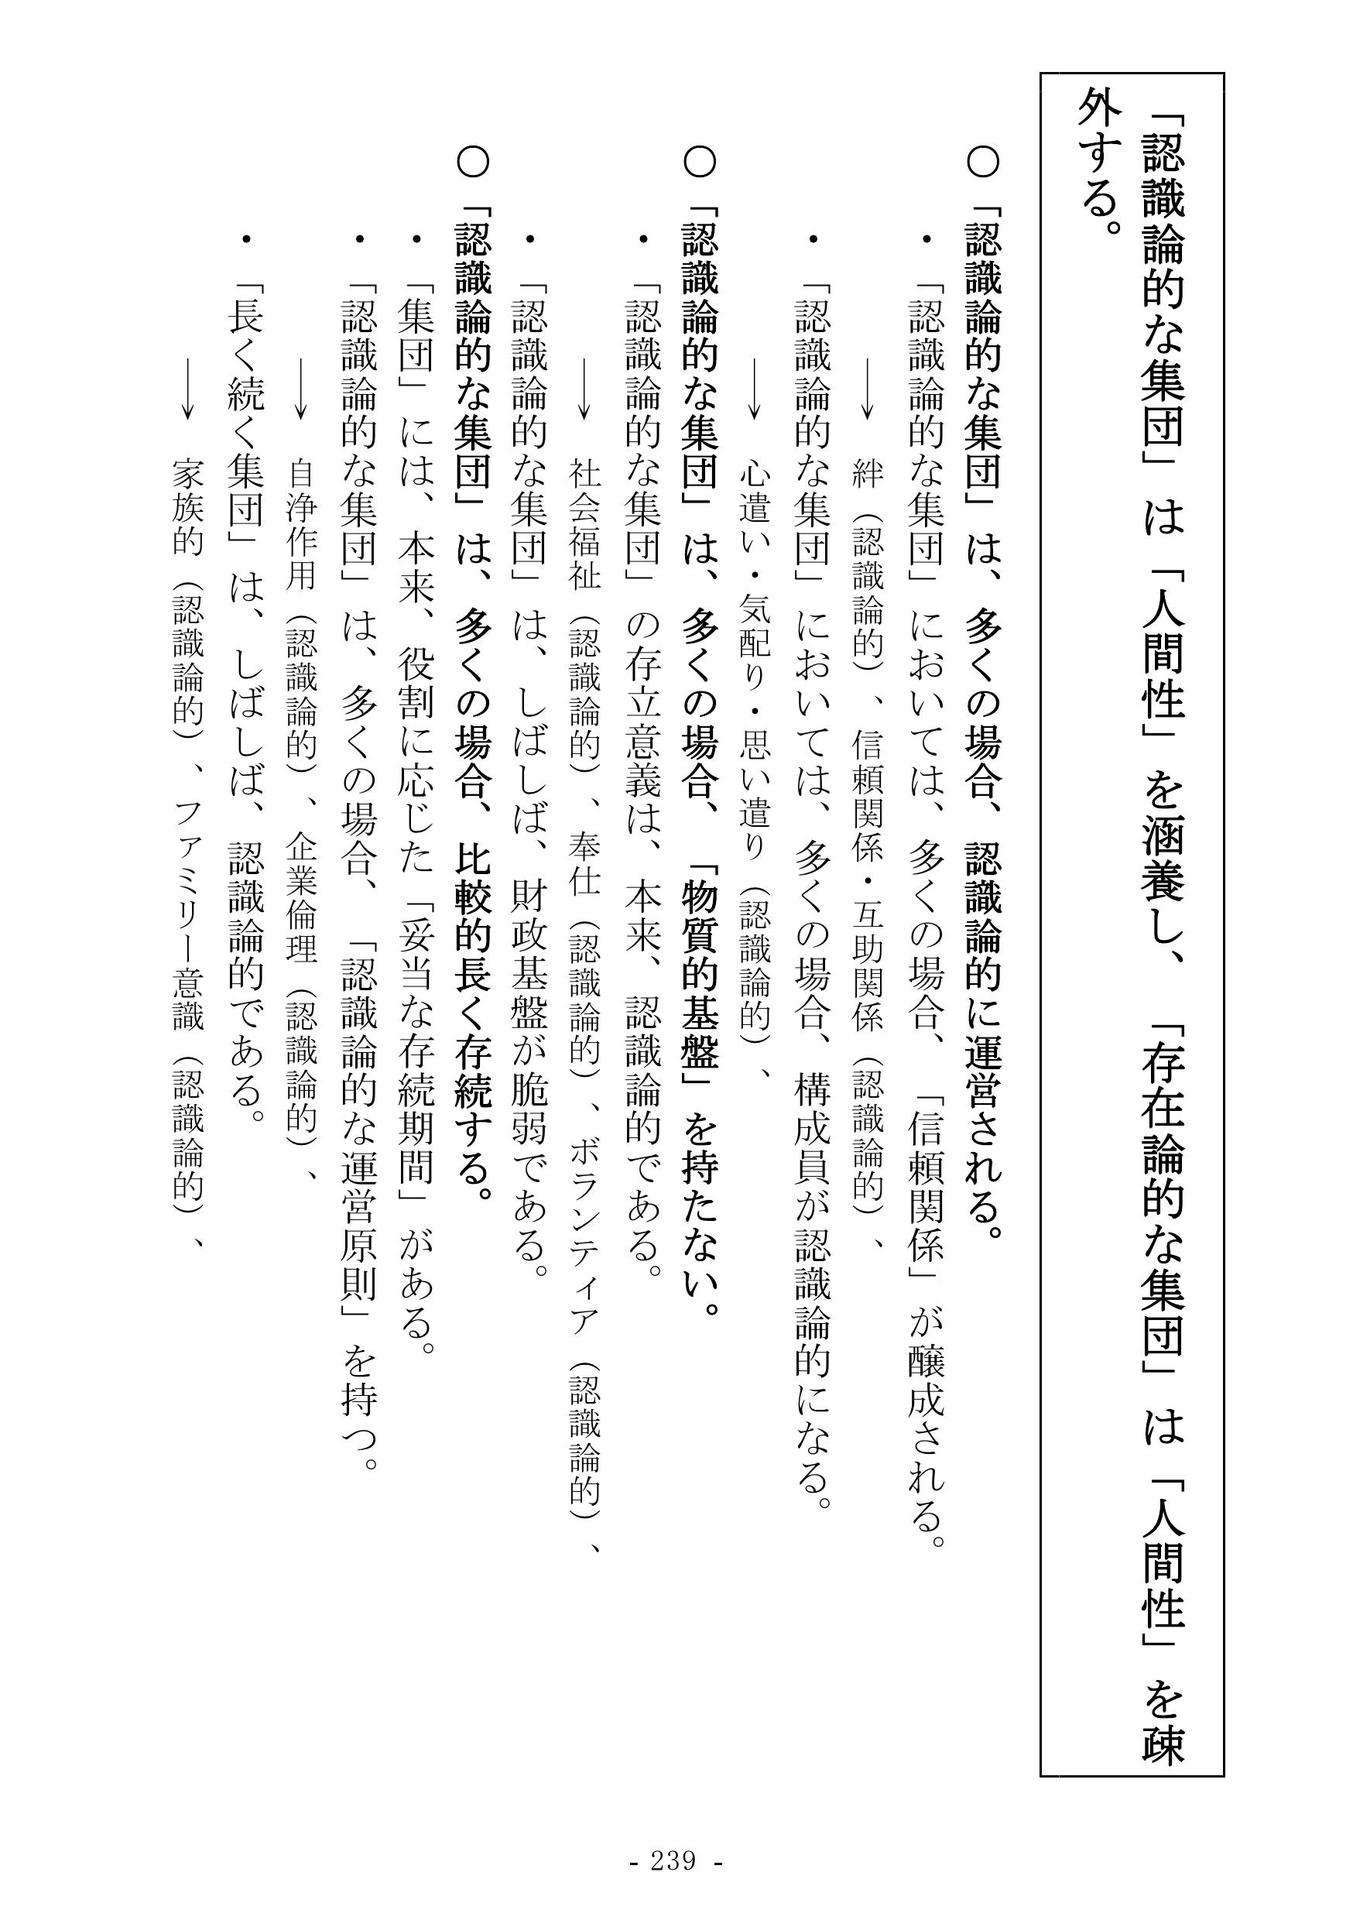 「認識論的な集団」は「人間性」を涵養し、「存在論的な集団」は「人間性」を疎
外する。
○「認識論的な集団」は、多くの場合、認識論的に運営される。
・「認識論的な集団」においては、多くの場合、「信頼関係」が醸成される。
→ 絆（認識論的）、信頼関係・互助関係（認識論的）、
・「認識論的な集団」においては、多くの場合、構成員が認識論的になる。
→ 心遣い・気配り・思い遣り（認識論的）、
○「認識論的な集団」は、多くの場合、「物質的基盤」を持たない。
・「認識論的な集団」の存立意義は、本来、認識論的である。
→ 社会福祉（認識論的）、奉仕（認識論的）、ボランティア（認識論的）、
・「認識論的な集団」は、しばしば、財政基盤が脆弱である。
○「認識論的な集団」は、多くの場合、比較的長く存続する。
・「集団」には、本来、役割に応じた「妥当な存続期間」がある。
・「認識論的な集団」は、多くの場合、「認識論的な運営原則」を持つ。
→ 自浄作用（認識論的）、企業倫理（認識論的）、
・「長く続く集団」は、しばしば、認識論的である。
→ 家族的（認識論的）、ファミリー意識（認識論的）、
- 239 -